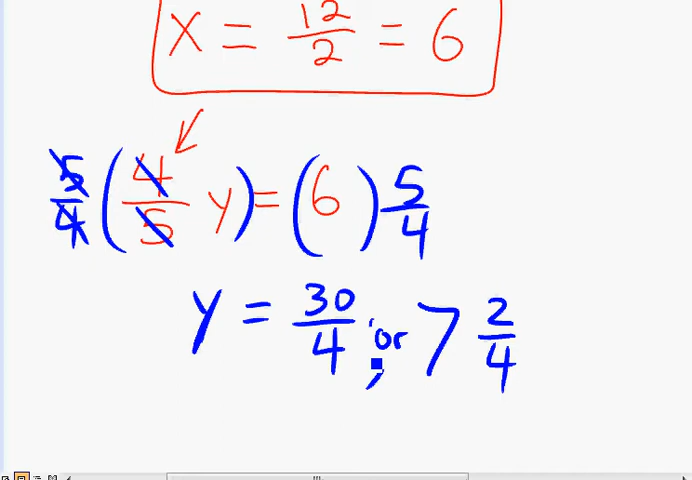 x = 12/2 = 6
5/4 (4/5 y) = (6) 5/4
y = 30/4, or 7 2/4